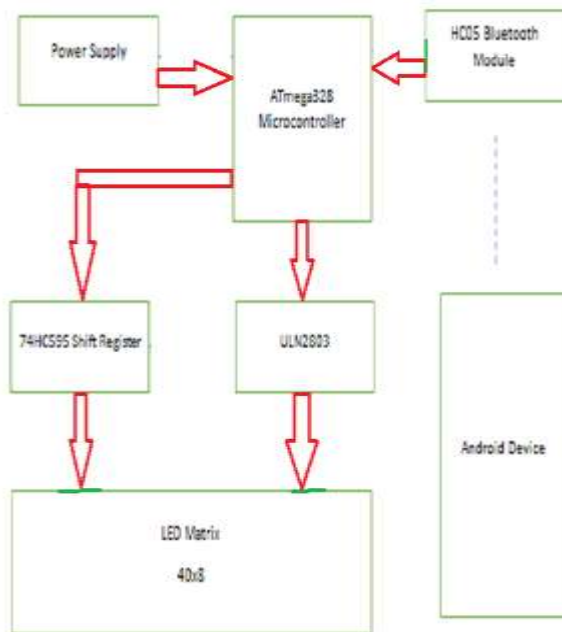 Power Supply
HC05 Bluetooth
Module
ATmega328
Microcontroller
74HC595 Shift Register
ULN2803
Android Device
LED Matrix
40x8